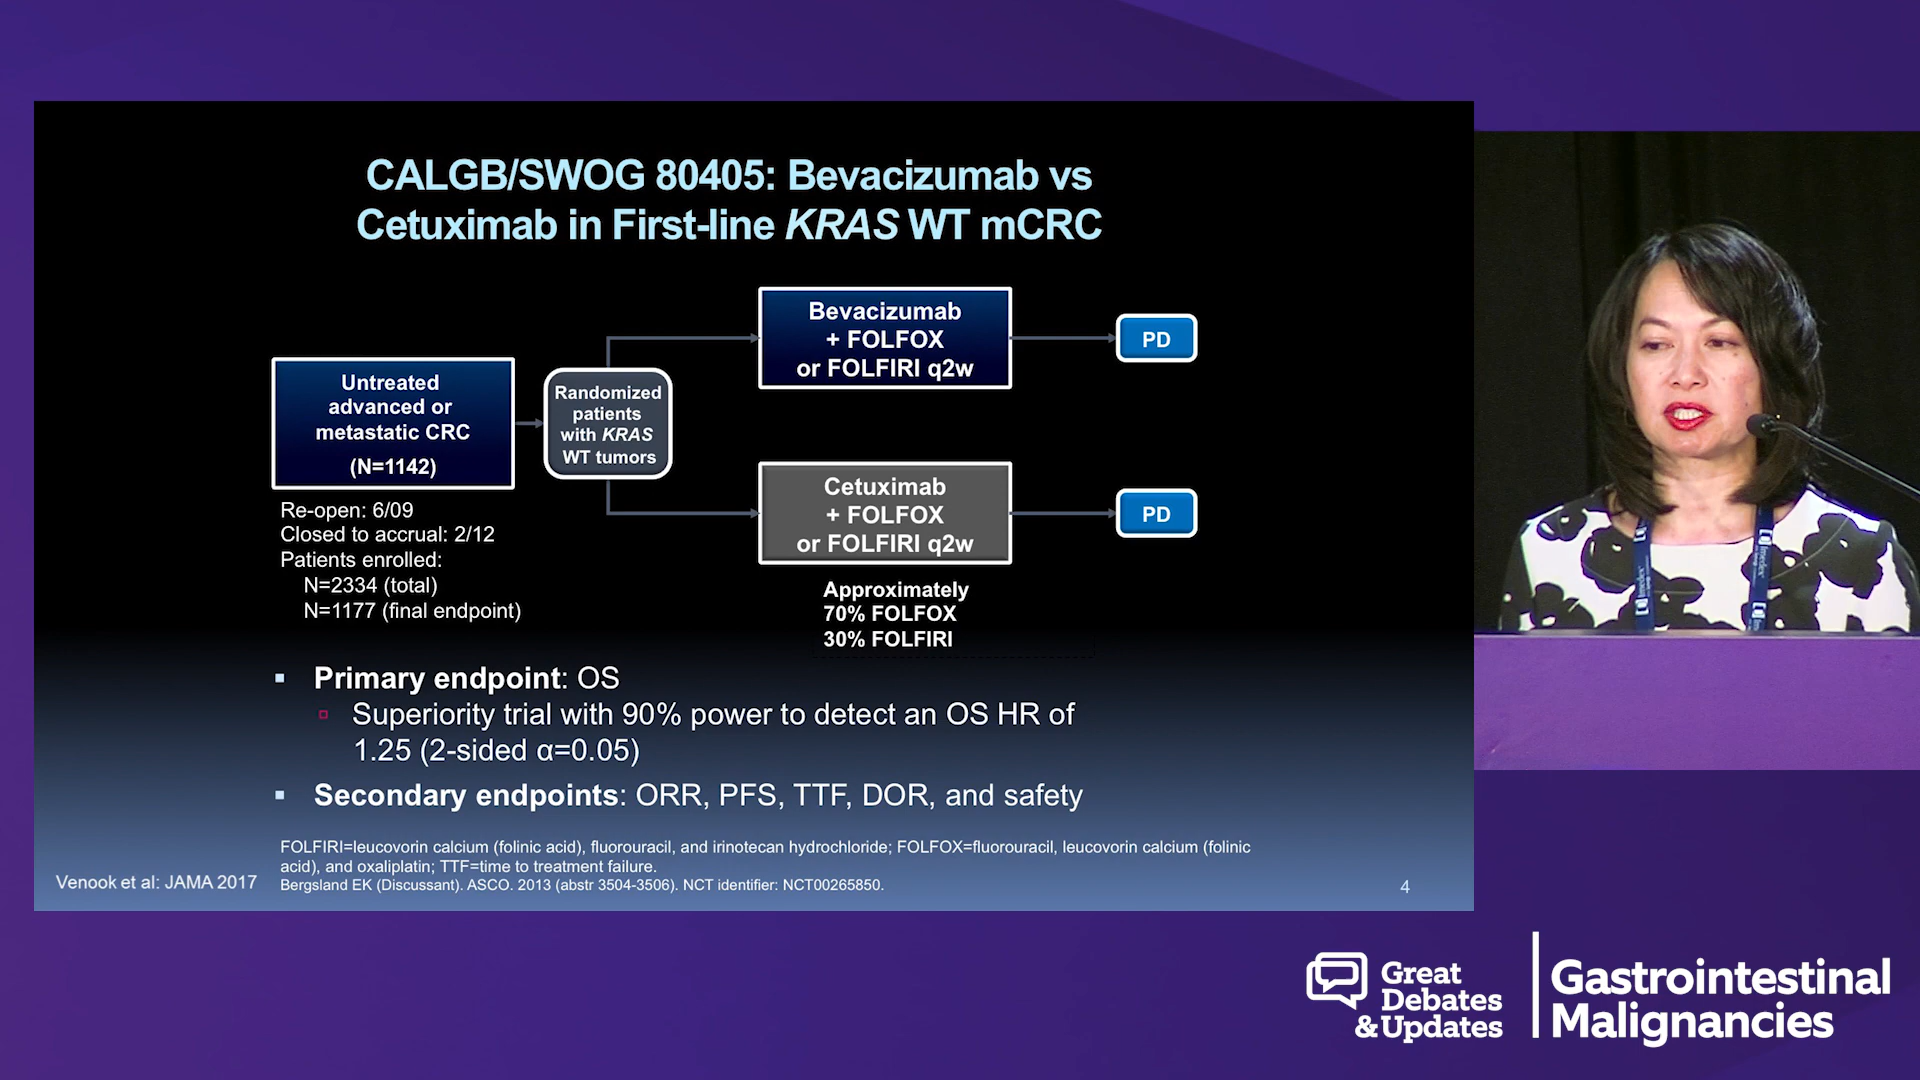 CALGB/SWOG 80405: Bevacizumab vs
Cetuximab in First-line KRAS WT mCRC
Untreated
advanced or
metastatic CRC
(N=1142)
Re-open: 6/09
Closed to accrual: 2/12
Patients enrolled:
N=2334 (total)
N=1177 (final endpoint)
Randomized
patients
with KRAS
WT tumors
Bevacizumab
+ FOLFOX
or FOLFIRI q2w
PD
Cetuximab
+ FOLFOX
or FOLFIRI q2w
PD
Approximately
70% FOLFOX
30% FOLFIRI
▪ Primary endpoint: OS
▫ Superiority trial with 90% power to detect an OS HR of
1.25 (2-sided α=0.05)
▪ Secondary endpoints: ORR, PFS, TTF, DOR, and safety
FOLFIRI=leucovorin calcium (folinic acid), fluorouracil, and irinotecan hydrochloride; FOLFOX=fluorouracil, leucovorin calcium (folinic
acid), and oxaliplatin; TTF=time to treatment failure.
Bergsland EK (Discussant). ASCO. 2013 (abstr 3504-3506). NCT identifier: NCT00265850.
Venook et al: JAMA 2017
4
imedex
Great
Debates
&Updates
Gastrointestinal
Malignancies